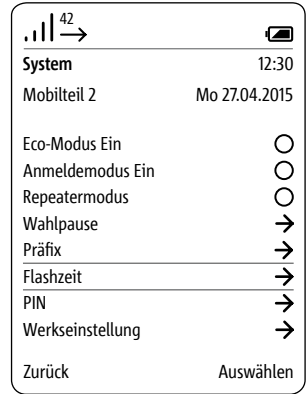 42
System 12:30
Mobilteil 2 Mo 27.04.2015
Eco-Modus Ein
Anmeldemodus Ein
Repeatermodus
Wahlpause
Präfix
Flashzeit
PIN
Werkseinstellung
Zurück Auswählen